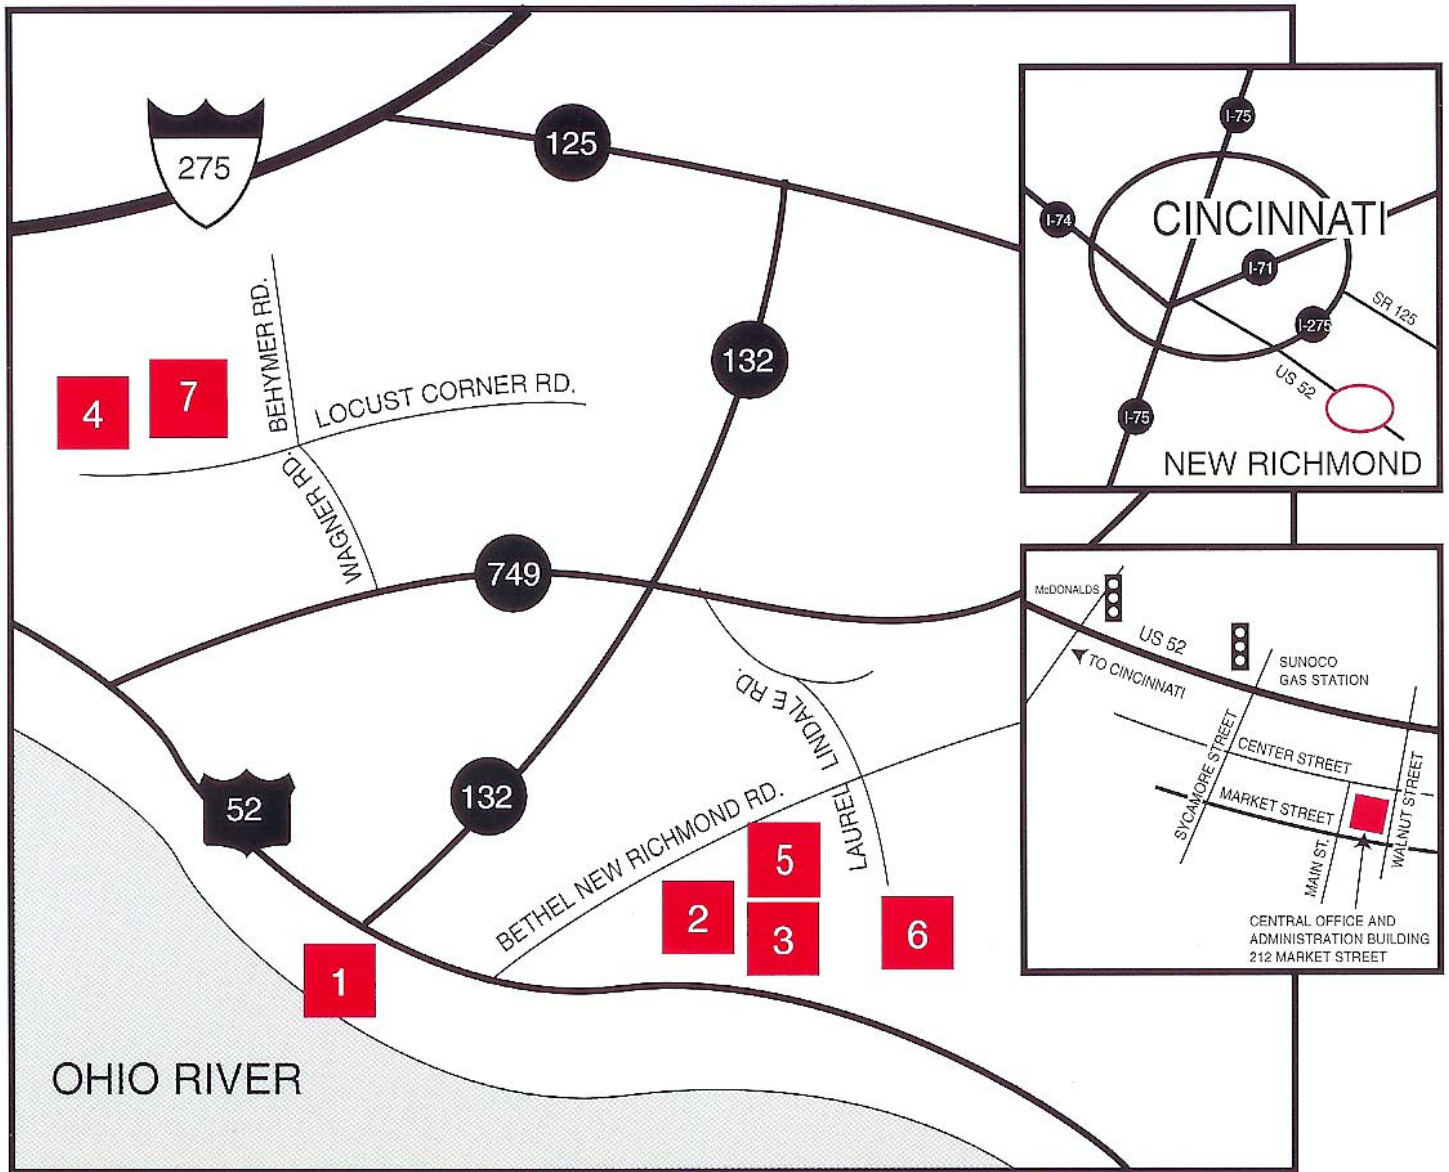 275
125
132
BEHYMER RD.
LOCUST CORNER RD.
4
7
WAGNER RD.
749
LINDALE RD.
52
132
BETHEL NEW RICHMOND RD.
LAUREL
5
2
3
6
1
OHIO RIVER
I-75
I-74
CINCINNATI
I-71
I-275
SR 125
US 52
I-75
NEW RICHMOND
McDONALDS
US 52
TO CINCINNATI
SUNOCO
GAS STATION
SYCAMORE STREET
CENTER STREET
MARKET STREET
WALNUT STREET
MAIN ST.
CENTRAL OFFICE AND
ADMINISTRATION BUILDING
212 MARKET STREET